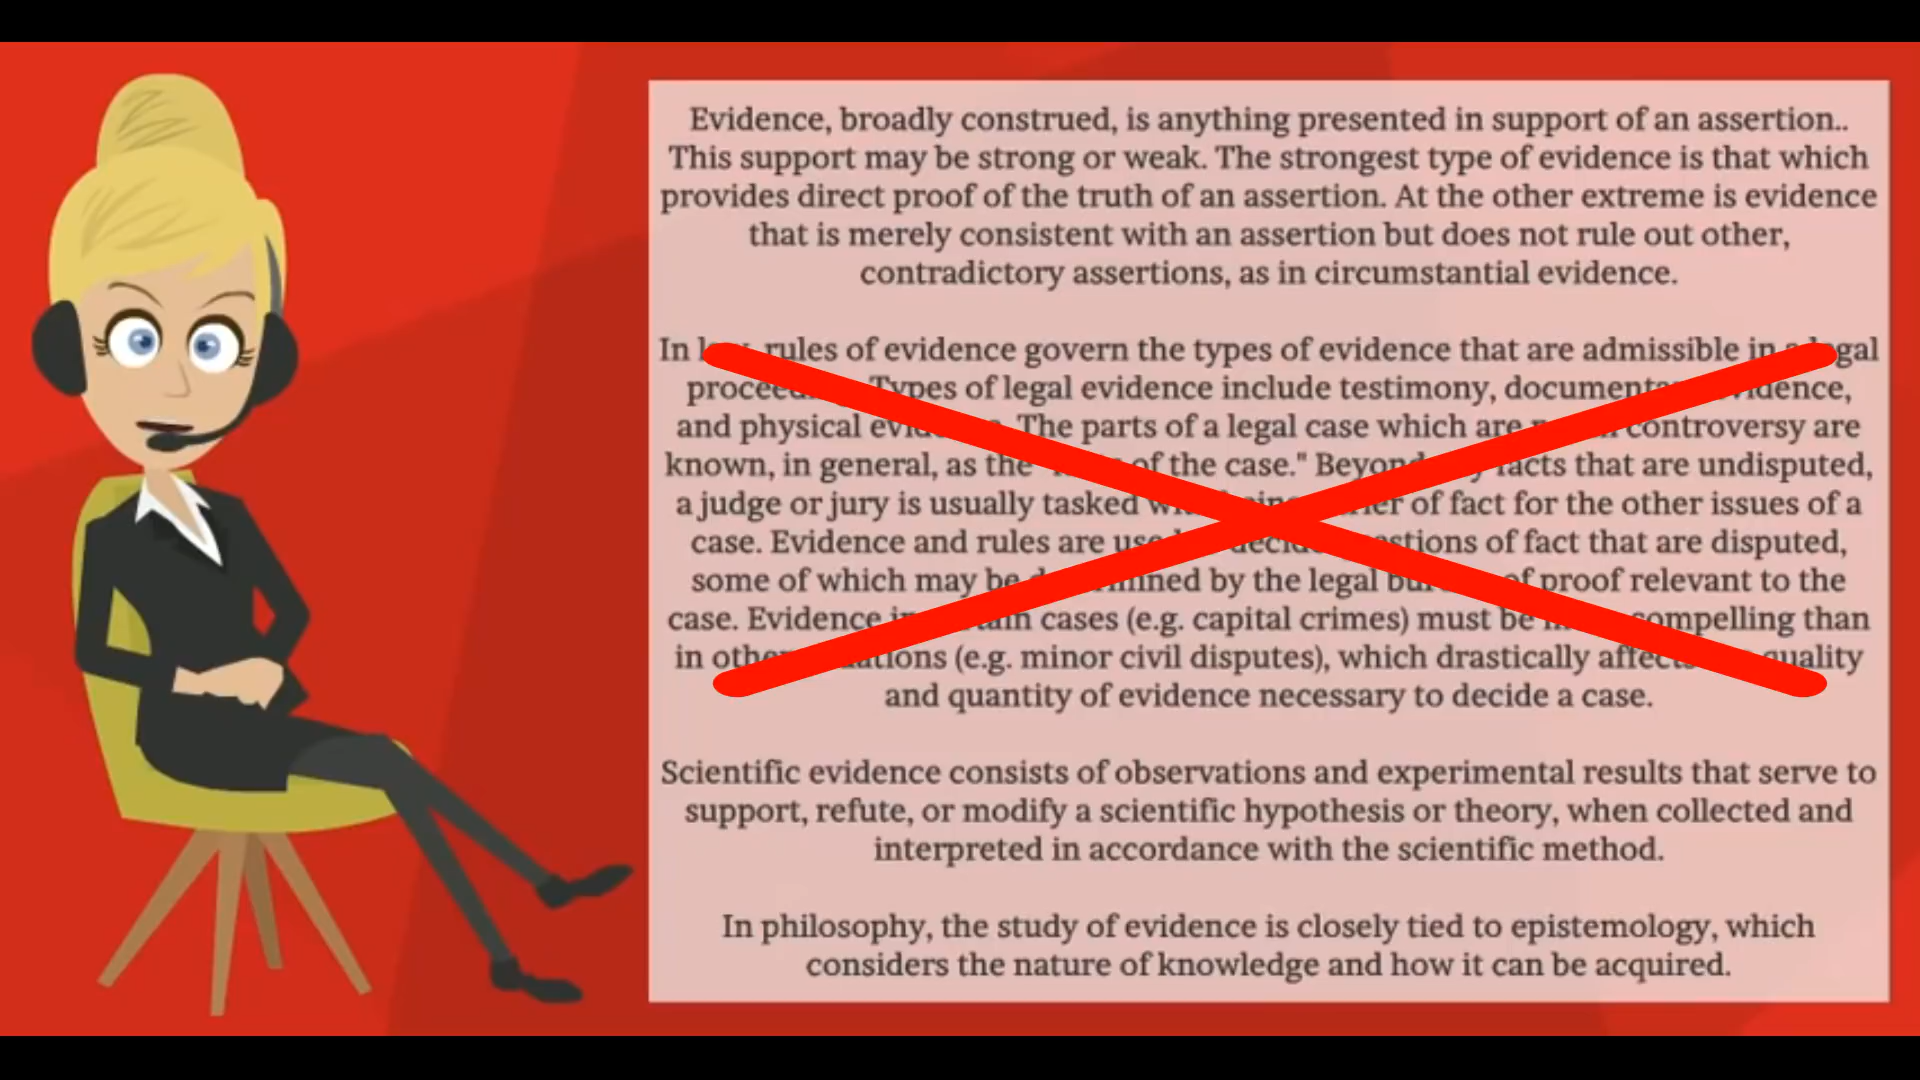 Evidence, broadly construed, is anything presented in support of an assertion..
This support may be strong or weak. The strongest type of evidence is that which
provides direct proof of the truth of an assertion. At the other extreme is evidence
that is merely consistent with an assertion but does not rule out other,
contradictory assertions, as in circumstantial evidence.
In rules of evidence govern the types of evidence that are admissible in a legal
Types of legal evidence include testimony, evidence,
and physical The parts of a legal case which are controversy are
known, in general, as the of the case." Beyond facts that are undisputed,
a judge or jury is usually tasked of fact for the other issues of a
case. Evidence and rules are used decide questions of fact that are disputed,
some of which may be determined by the legal burden of proof relevant to the
case. Evidence in certain cases (e.g. capital crimes) must be compelling than
in other (e.g. minor civil disputes), which drastically affects quality
and quantity of evidence necessary to decide a case.
Scientific evidence consists of observations and experimental results that serve to
support, refute, or modify a scientific hypothesis or theory, when collected and
interpreted in accordance with the scientific method.
In philosophy, the study of evidence is closely tied to epistemology, which
considers the nature of knowledge and how it can be acquired.